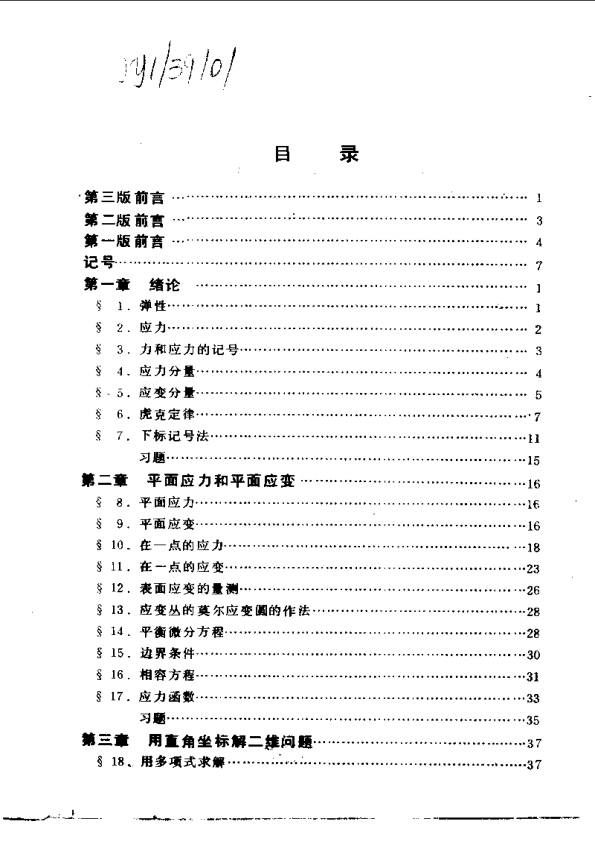 目 录
第三版前言 …… 1
第二版前言 …… 3
第一版前言 …… 4
记号 …… 7
第一章 绪论 …… 1
§ 1. 弹性 …… 1
§ 2. 应力 …… 2
§ 3. 力和应力的记号 …… 3
§ 4. 应力分量 …… 4
§ 5. 应变分量 …… 5
§ 6. 虎克定律 …… 7
§ 7. 下标记号法 …… 11
习题 …… 15
第二章 平面应力和平面应变 …… 16
§ 8. 平面应力 …… 16
§ 9. 平面应变 …… 16
§ 10. 在一点的应力 …… 18
§ 11. 在一点的应变 …… 23
§ 12. 表面应变的量测 …… 26
§ 13. 应变丛的莫尔应变圆的作法 …… 28
§ 14. 平衡微分方程 …… 28
§ 15. 边界条件 …… 30
§ 16. 相容方程 …… 31
§ 17. 应力函数 …… 33
习题 …… 35
第三章 用直角坐标解二维问题 …… 37
§ 18. 用多项式求解 …… 37